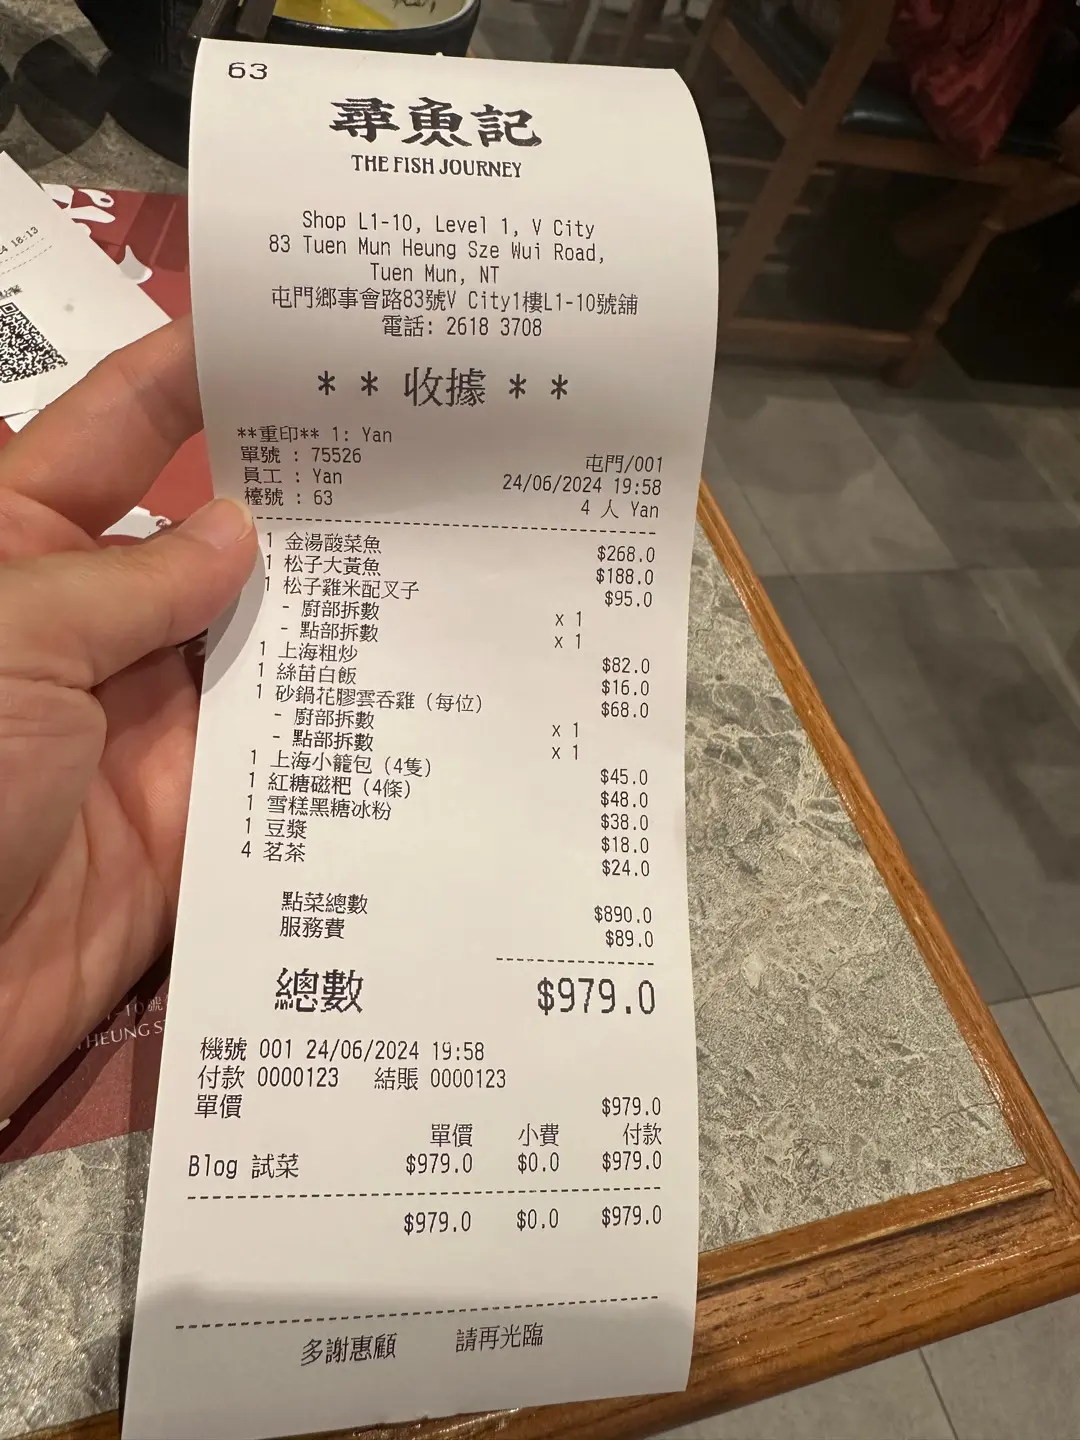 63
尋魚記
THE FISH JOURNEY
Shop L1-10, Level 1, V City
83 Tuen Mun Heung Sze Wui Road,
Tuen Mun, NT
屯門鄉事會路83號V City1樓L1-10號舖
電話: 2618 3708
* * 收據 * *
**重印** 1: Yan
單號 : 75526 屯門/001
員工 : Yan 24/06/2024 19:58
檯號 : 63 4 人 Yan
1 金湯酸菜魚 $268.0
1 松子大黃魚 $188.0
1 松子雞米配叉子 $95.0
- 廚部拆數 x 1
- 點部拆數 x 1
1 上海粗炒 $82.0
1 絲苗白飯 $16.0
1 砂鍋花膠雲吞雞 (每位) $68.0
- 廚部拆數 x 1
- 點部拆數 x 1
1 上海小籠包 (4隻) $45.0
1 紅糖磁粑 (4條) $48.0
1 雪糕黑糖冰粉 $38.0
1 豆漿 $18.0
4 茗茶 $24.0
點菜總數 $890.0
服務費 $89.0
總數 $979.0
機號 001 24/06/2024 19:58
付款 0000123 結賬 0000123
單價 $979.0
單價 小費 付款
Blog 試菜 $979.0 $0.0 $979.0
$979.0 $0.0 $979.0
多謝惠顧 請再光臨
18:13
1-10號
HEUNG S